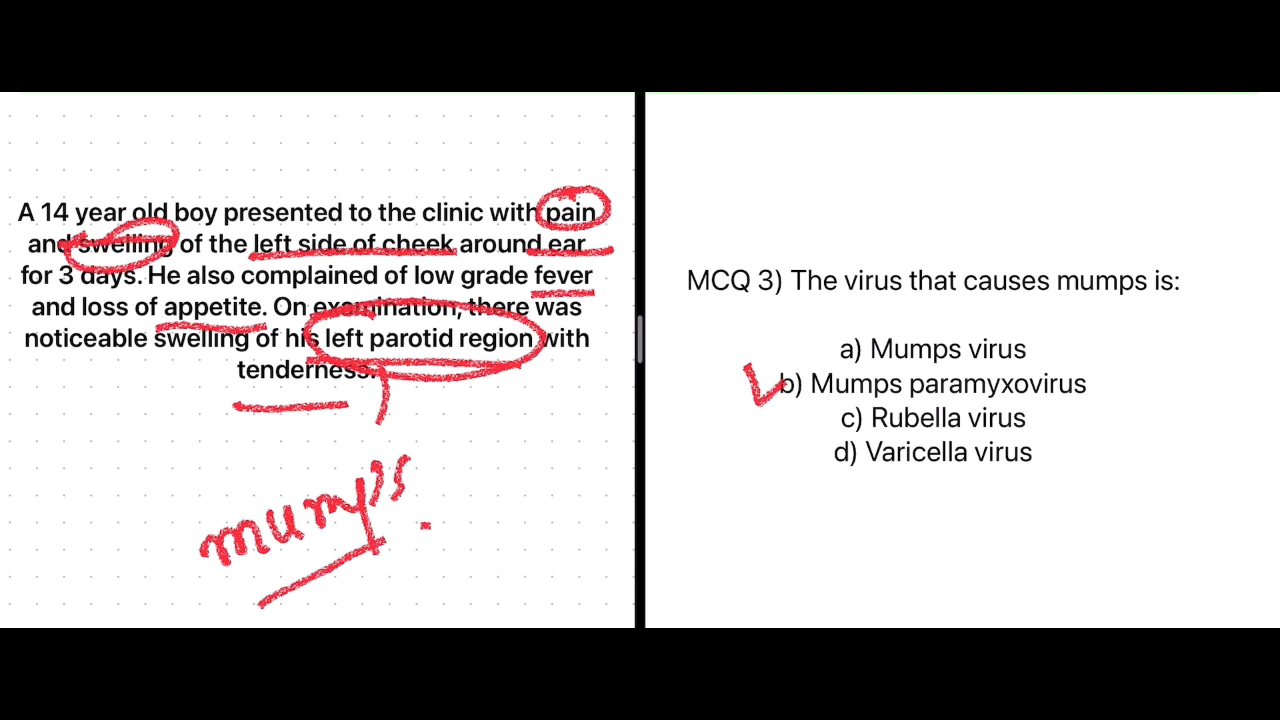 A 14 year old boy presented to the clinic with pain
and swelling of the left side of cheek around ear
for 3 days. He also complained of low grade fever
and loss of appetite. On examination, there was
noticeable swelling of his left parotid region with
tenderness.
mump's.
MCQ 3) The virus that causes mumps is:
a) Mumps virus
b) Mumps paramyxovirus
c) Rubella virus
d) Varicella virus